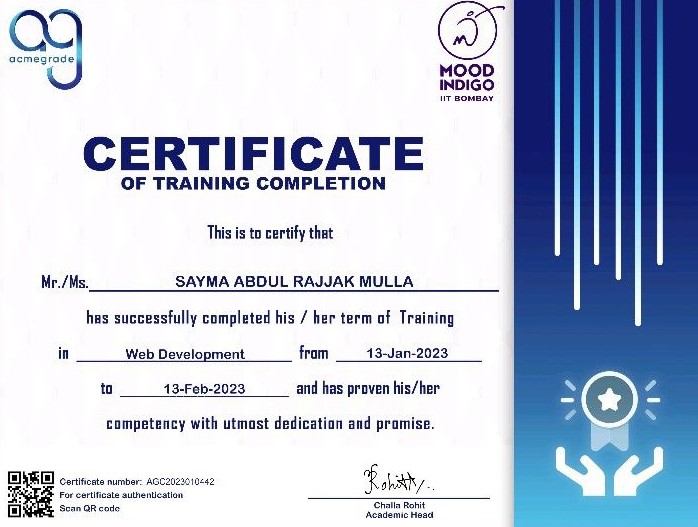 ag
acmegrade
MOOD
INDIGO
IIT BOMBAY
CERTIFICATE
OF TRAINING COMPLETION
This is to certify that
Mr./Ms. SAYMA ABDUL RAJJAK MULLA
has successfully completed his / her term of Training
in Web Development from 13-Jan-2023
to 13-Feb-2023 and has proven his/her
competency with utmost dedication and promise.
Certificate number: AGC2023010442
For certificate authentication
Scan QR code
Rohith
Challa Rohit
Academic Head